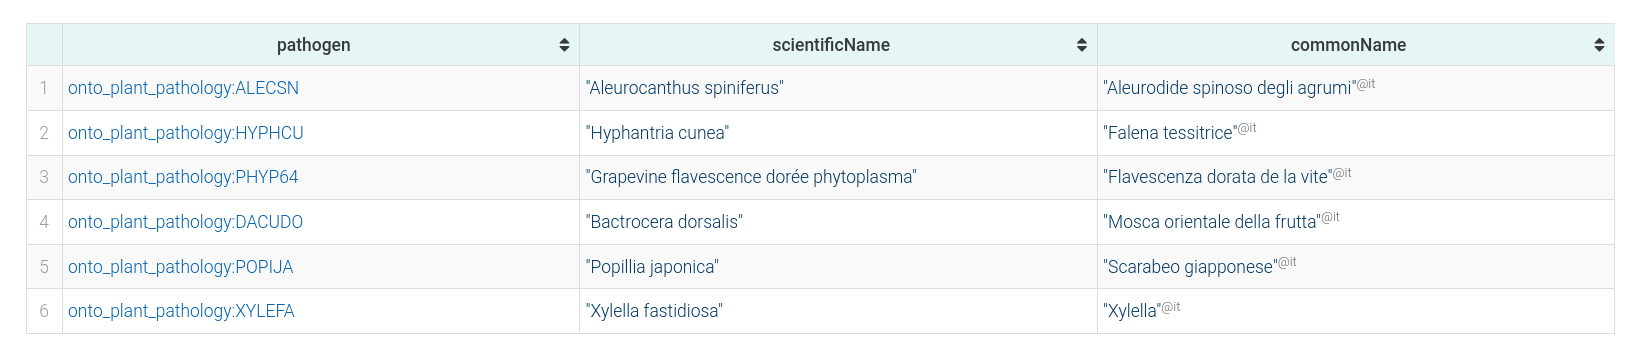 pathogen scientificName commonName
1 onto_plant_pathology:ALECSN "Aleurocanthus spiniferus" "Aleurodide spinoso degli agrumi"@it
2 onto_plant_pathology:HYPHCU "Hyphantria cunea" "Falena tessitrice"@it
3 onto_plant_pathology:PHYP64 "Grapevine flavescence dorée phytoplasma" "Flavescenza dorata de la vite"@it
4 onto_plant_pathology:DACUDO "Bactrocera dorsalis" "Mosca orientale della frutta"@it
5 onto_plant_pathology:POPIJA "Popillia japonica" "Scarabeo giapponese"@it
6 onto_plant_pathology:XYLEFA "Xylella fastidiosa" "Xylella"@it